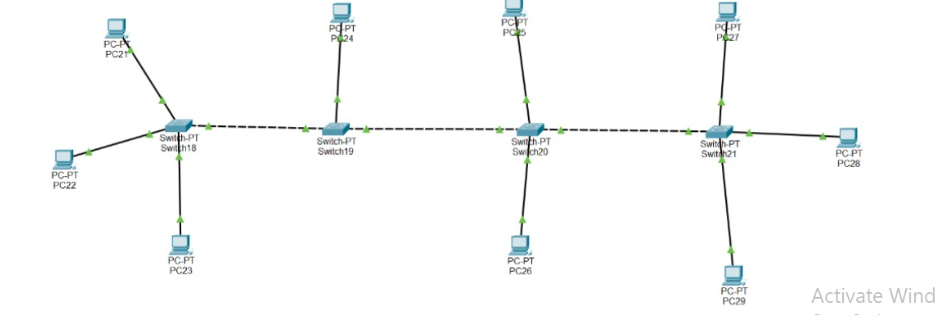 PC-PT
PC21
PC-PT
PC24
PC-PT
PC25
PC-PT
PC27
Switch-PT
Switch18
Switch-PT
Switch19
Switch-PT
Switch20
Switch-PT
Switch21
PC-PT
PC28
PC-PT
PC22
PC-PT
PC23
PC-PT
PC26
PC-PT
PC29
Activate Wind